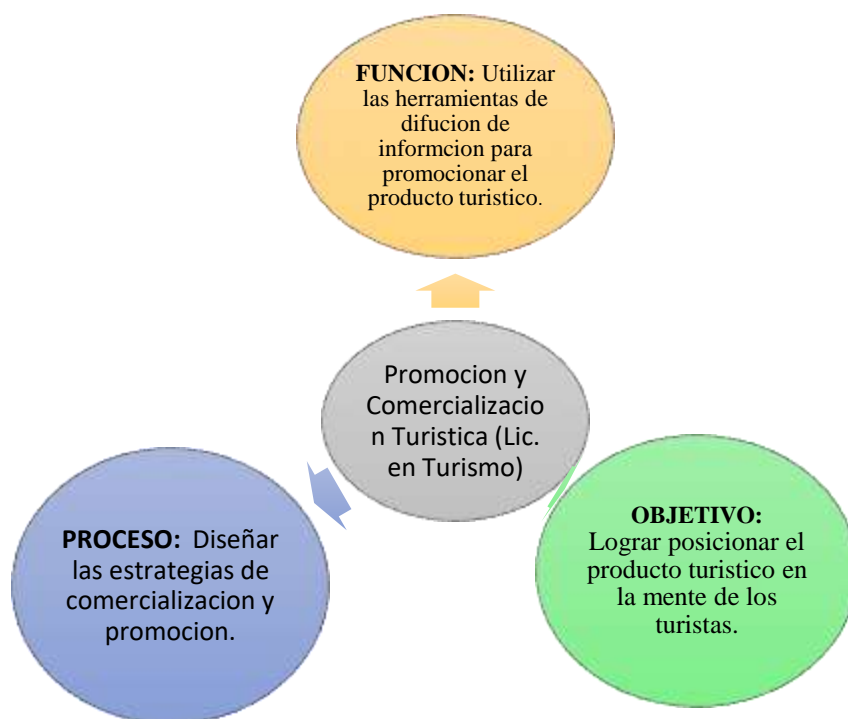 FUNCION: Utilizar
las herramientas de
difucion de
informcion para
promocionar el
producto turistico.
Promocion y
Comercializacio
n Turistica (Lic.
en Turismo)
PROCESO: Diseñar
las estrategias de
comercializacion y
promocion.
OBJETIVO:
Lograr posicionar el
producto turistico en
la mente de los
turistas.